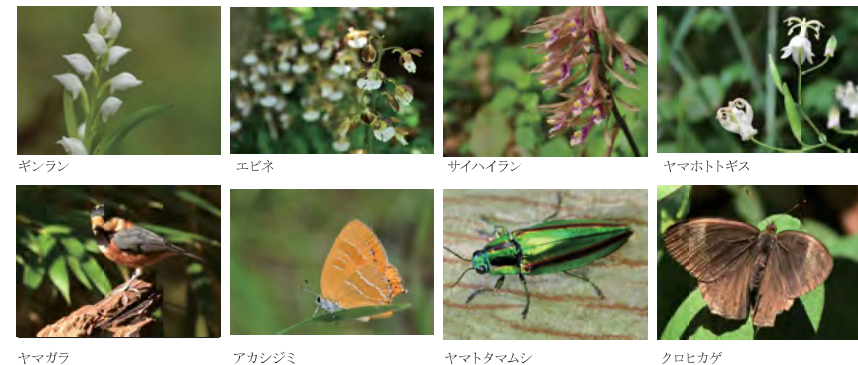 ギンラン
エビネ
サイハイラン
ヤマホトトギス
ヤマガラ
アカシジミ
ヤマトタマムシ
クロヒカゲ